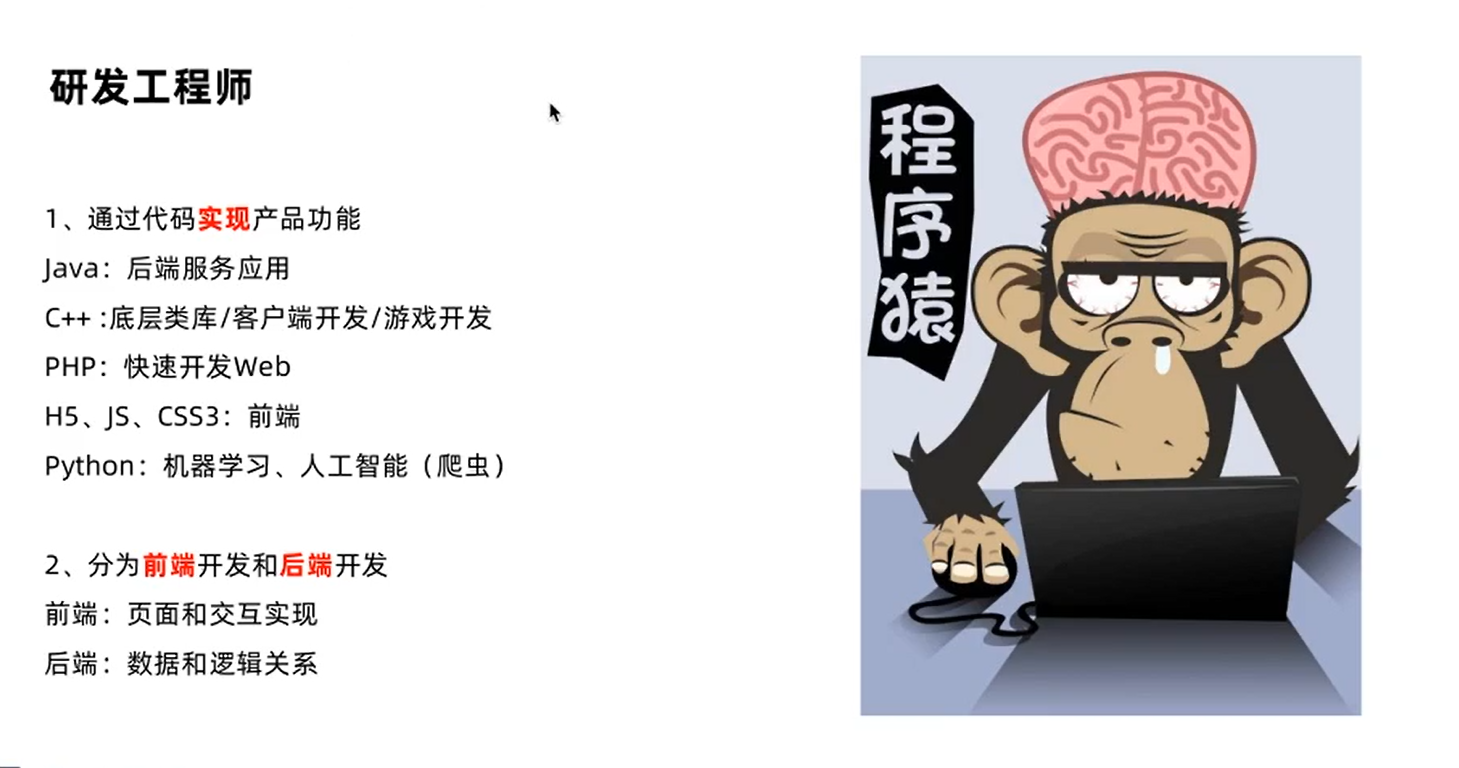 研发工程师
1、通过代码实现产品功能
Java：后端服务应用
C++ :底层类库/客户端开发/游戏开发
PHP：快速开发Web
H5、JS、CSS3：前端
Python：机器学习、人工智能（爬虫）
2、分为前端开发和后端开发
前端：页面和交互实现
后端：数据和逻辑关系
程序猿